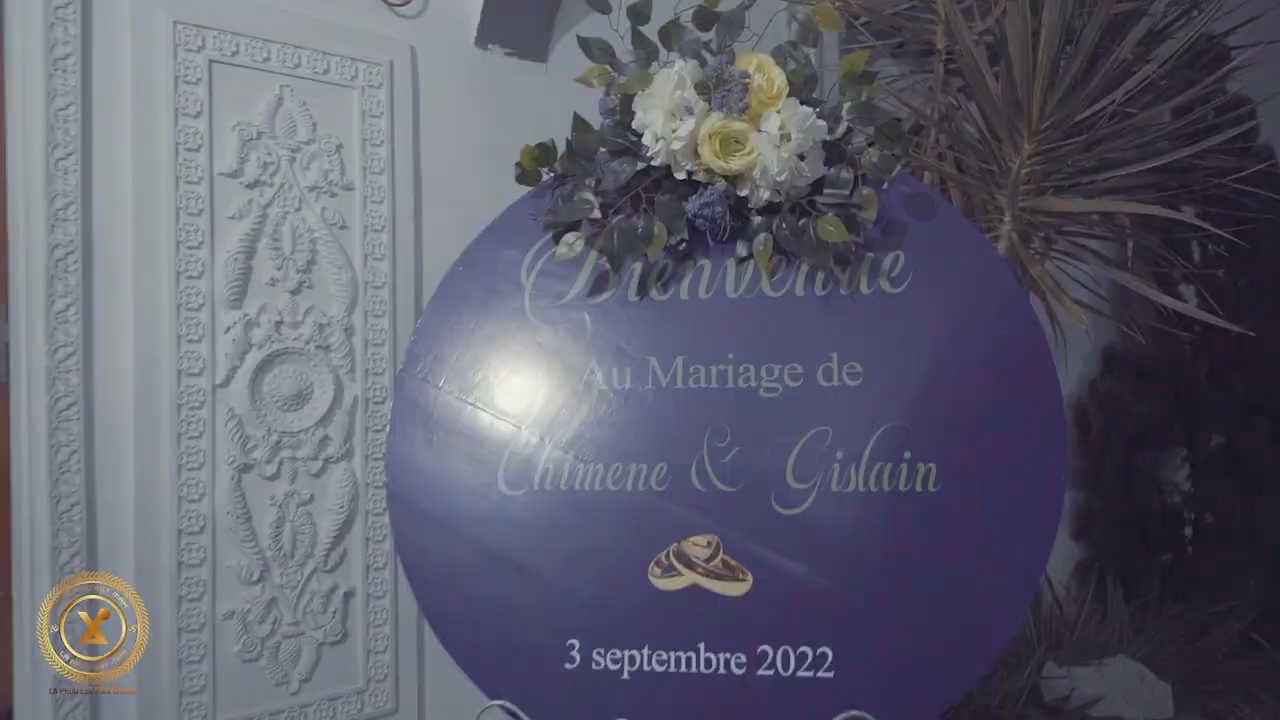 Bienvenue
Au Mariage de
Chimene & Gislain
3 septembre 2022